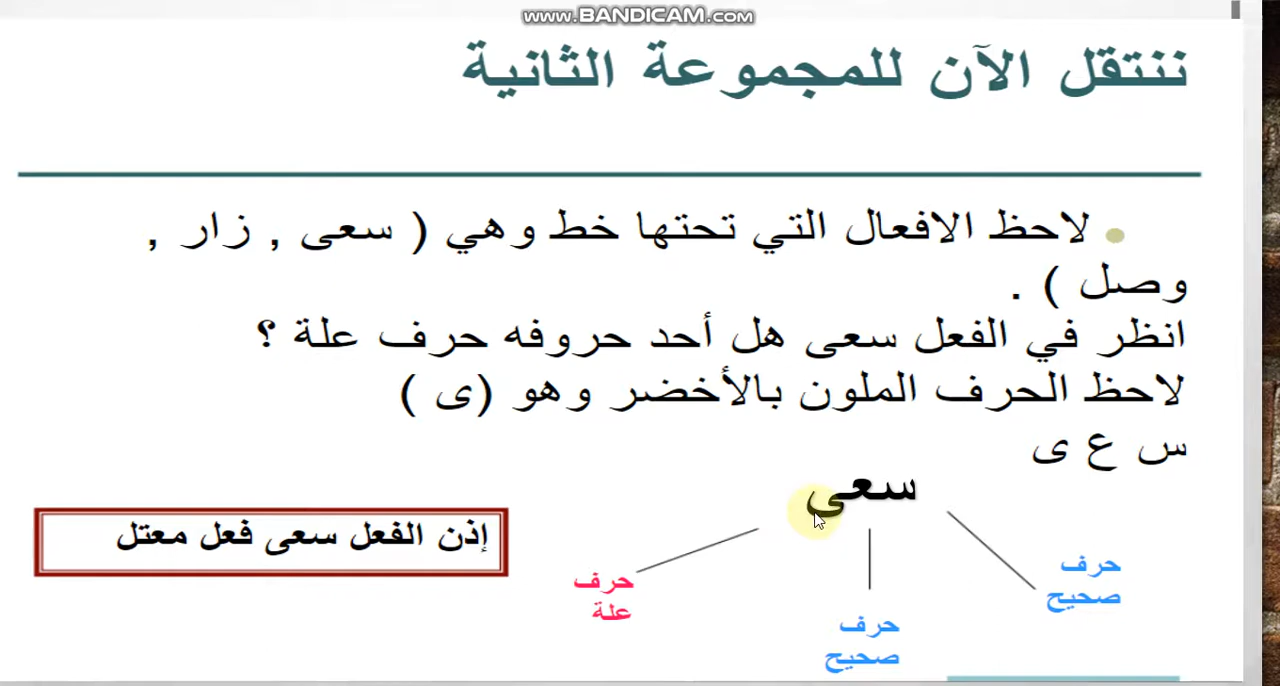 WWW.BANDICAM.COM
ننتقل الآن للمجموعة الثانية
لاحظ الافعال التي تحتها خط وهي ( سعى , زار ,
وصل ) .
انظر في الفعل سعى هل أحد حروفه حرف علة ؟
لاحظ الحرف الملون بالأخضر وهو (ى )
س ع ى
سعى
حرف
صحيح
حرف
صحيح
حرف
علة
إذن الفعل سعى فعل معتل